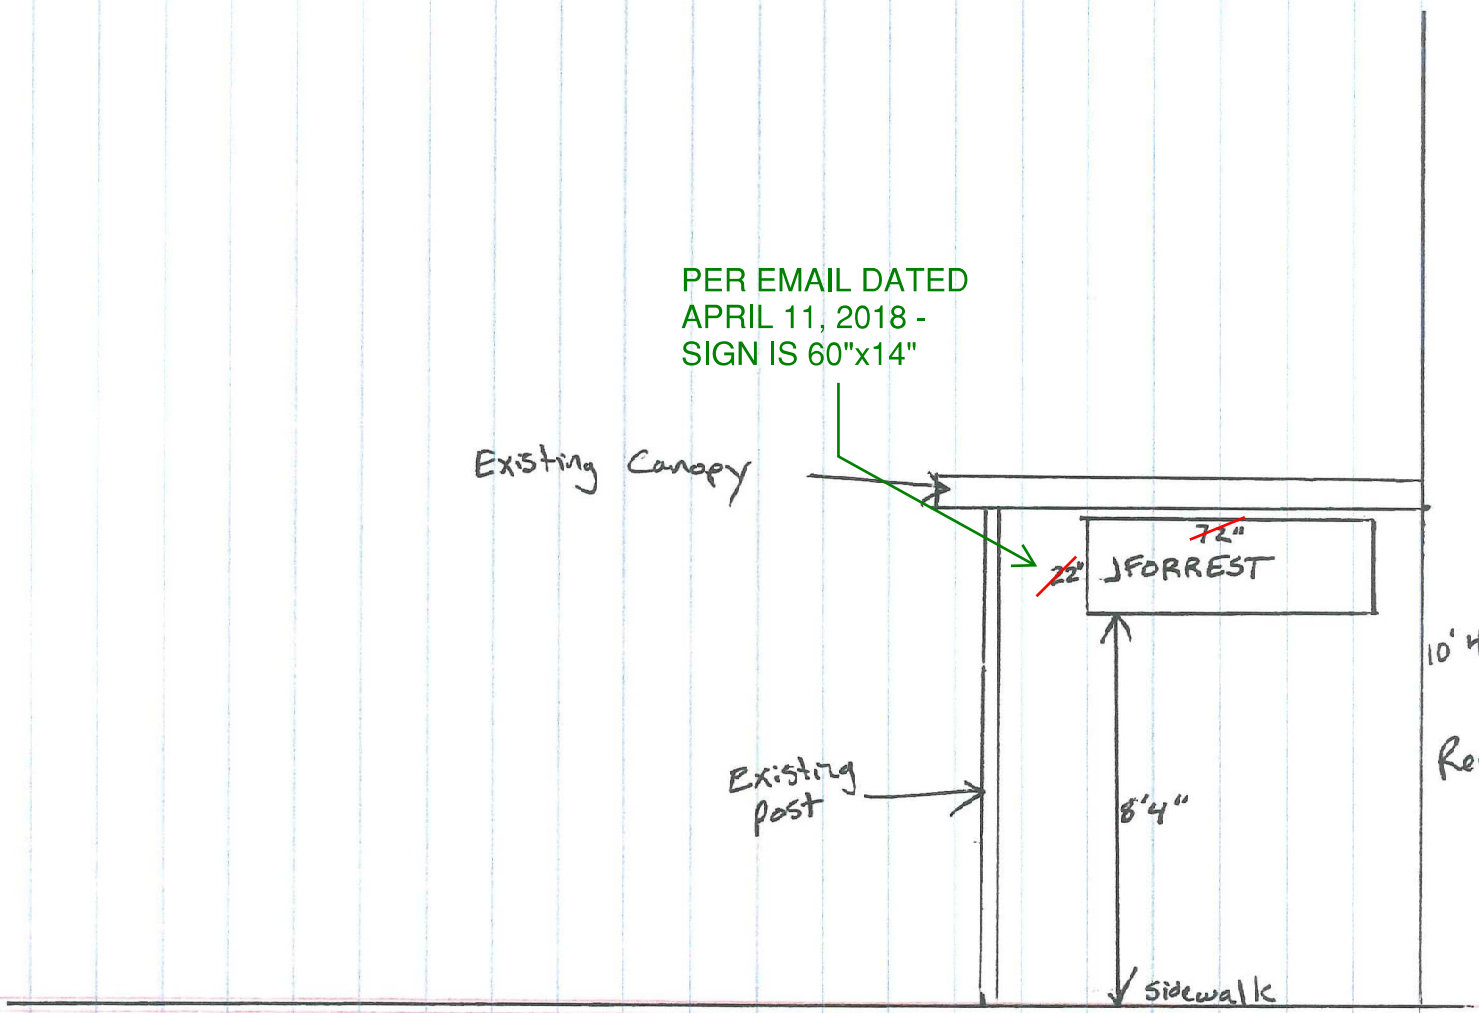 PER EMAIL DATED
APRIL 11, 2018 -
SIGN IS 60"x14"
Existing Canopy
72"
22" JFORREST
10'
Existing
post
8'4"
sidewalk